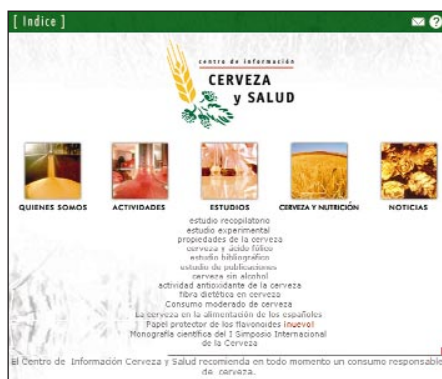 [ Indice ]
centro de información
CERVEZA
y SALUD
QUIENES SOMOS
ACTIVIDADES
ESTUDIOS
CERVEZA Y NUTRICIÓN
NOTICIAS
estudio recopilatorio
estudio experimental
propiedades de la cerveza
cerveza y ácido fólico
estudio bibliográfico
estudio de publicaciones
cerveza sin alcohol
actividad antioxidante de la cerveza
fibra dietética en cerveza
Consumo moderado de cerveza
La cerveza en la alimentación de los españoles
Papel protector de los flavonoides ¡nuevo!
Monografía científica del I Simposio Internacional
de la Cerveza
El Centro de Información Cerveza y Salud recomienda en todo momento un consumo responsable
de cerveza.